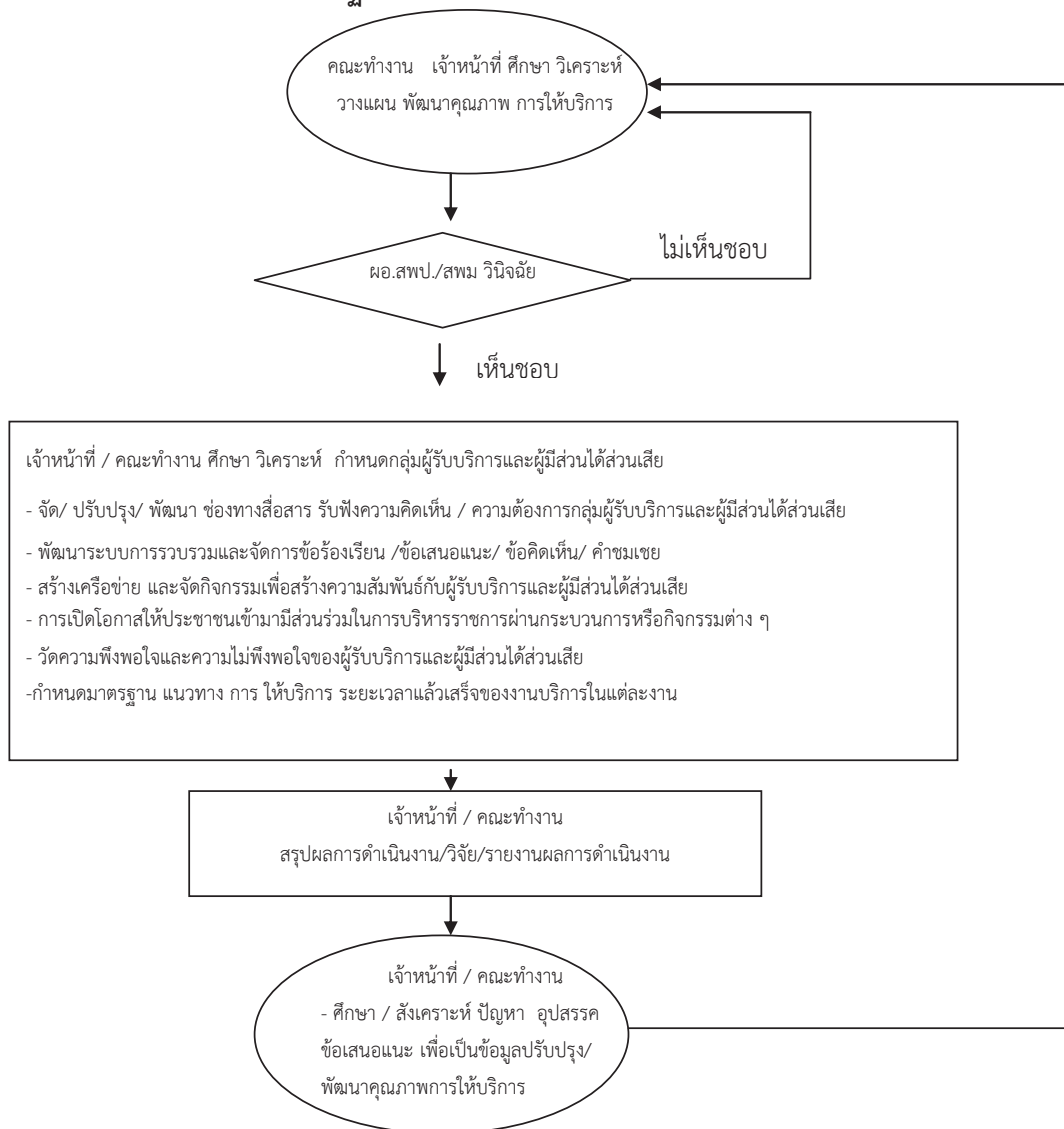 คณะทำงาน เจ้าหน้าที่ ศึกษา วิเคราะห์
วางแผน พัฒนาคุณภาพ การให้บริการ
ผอ.สพป./สพม วินิจฉัย
ไม่เห็นชอบ
เห็นชอบ
เจ้าหน้าที่ / คณะทำงาน ศึกษา วิเคราะห์ กำหนดกลุ่มผู้รับบริการและผู้มีส่วนได้ส่วนเสีย
- จัด/ ปรับปรุง/ พัฒนา ช่องทางสื่อสาร รับฟังความคิดเห็น / ความต้องการกลุ่มผู้รับบริการและผู้มีส่วนได้ส่วนเสีย
- พัฒนาระบบการรวบรวมและจัดการข้อร้องเรียน /ข้อเสนอแนะ/ ข้อคิดเห็น/ คำชมเชย
- สร้างเครือข่าย และจัดกิจกรรมเพื่อสร้างความสัมพันธ์กับผู้รับบริการและผู้มีส่วนได้ส่วนเสีย
- การเปิดโอกาสให้ประชาชนเข้ามามีส่วนร่วมในการบริหารราชการผ่านกระบวนการหรือกิจกรรมต่าง ๆ
- วัดความพึงพอใจและความไม่พึงพอใจของผู้รับบริการและผู้มีส่วนได้ส่วนเสีย
-กำหนดมาตรฐาน แนวทาง การ ให้บริการ ระยะเวลาแล้วเสร็จของงานบริการในแต่ละงาน
เจ้าหน้าที่ / คณะทำงาน
สรุปผลการดำเนินงาน/วิจัย/รายงานผลการดำเนินงาน
เจ้าหน้าที่ / คณะทำงาน
- ศึกษา / สังเคราะห์ ปัญหา อุปสรรค
ข้อเสนอแนะ เพื่อเป็นข้อมูลปรับปรุง/
พัฒนาคุณภาพการให้บริการ